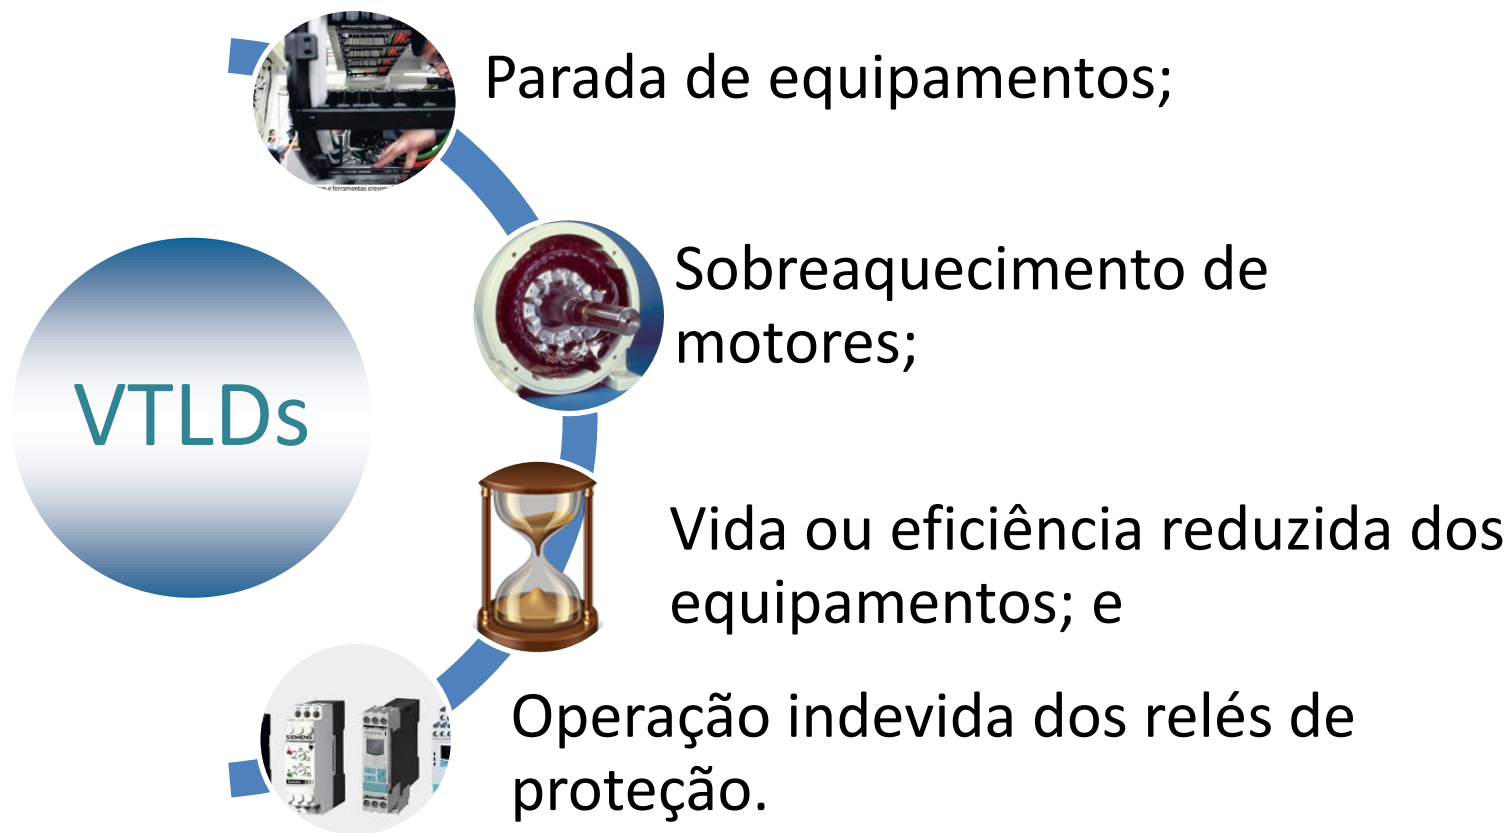 Parada de equipamentos;
Sobreaquecimento de
motores;
VTLDs
Vida ou eficiência reduzida dos
equipamentos; e
Operação indevida dos relés de
proteção.
SIEMENS